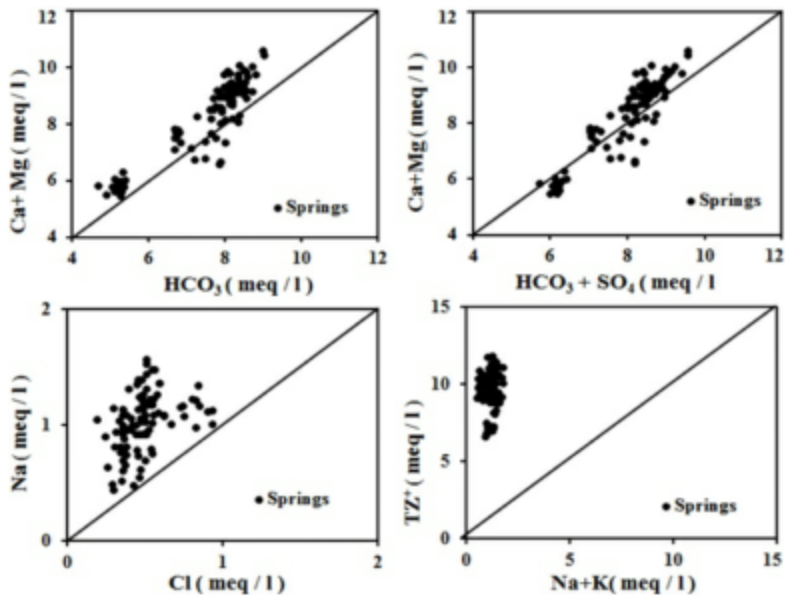 12
10
8
6
4
Ca+ Mg ( meq / l )
4
6
8
10
12
HCO₃ ( meq / l )
Springs
12
10
8
6
4
Ca+Mg ( meq / l )
4
6
8
10
12
HCO₃ + SO₄ ( meq / l
Springs
2
1
0
Na ( meq / l )
0
1
2
Cl ( meq / l )
Springs
15
10
5
0
TZ⁺ ( meq / l )
0
5
10
15
Na+K( meq / l )
Springs